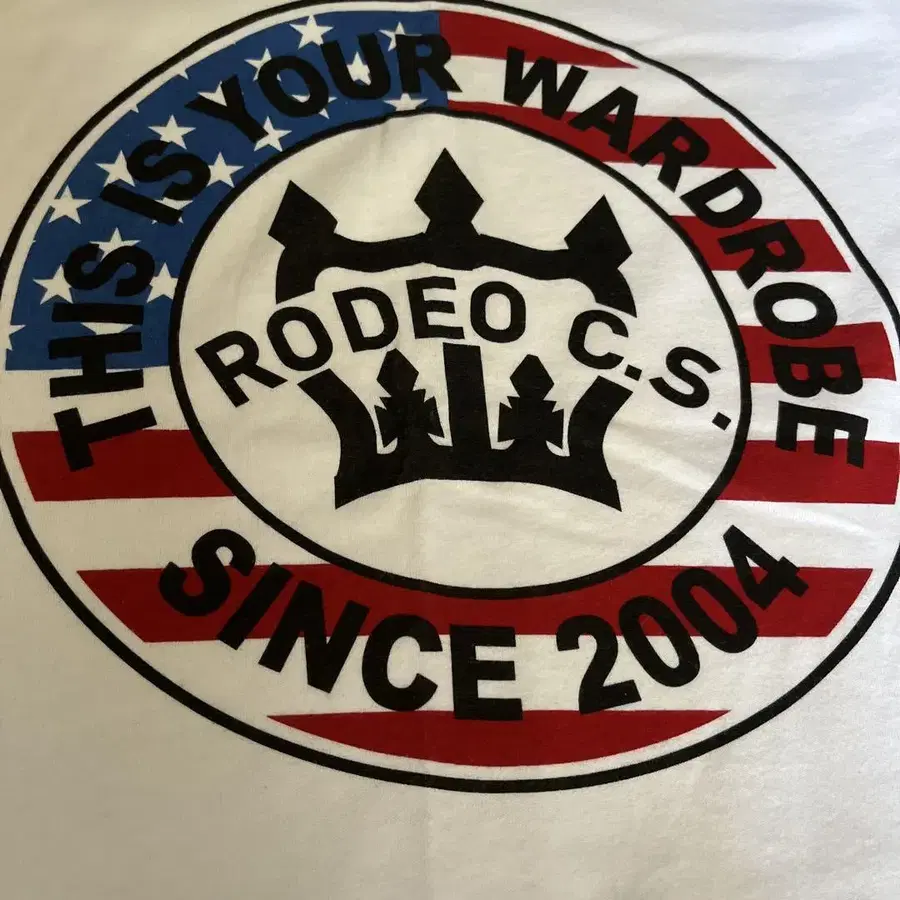 THIS IS YOUR WARDROBE
RODEO C.S.
SINCE 2004